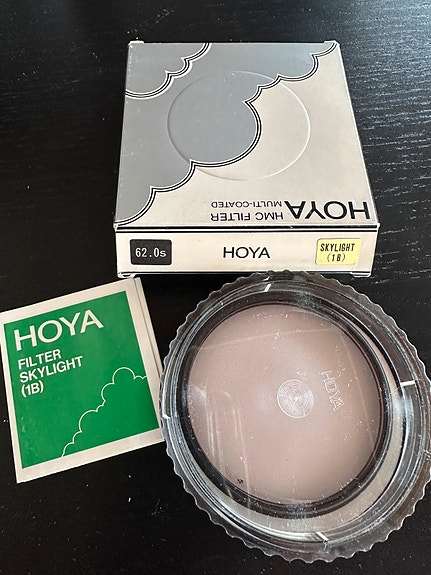 HOYA
HMC FILTER
MULTI-COATED
62.0s
HOYA
SKYLIGHT
(1B)
HOYA
FILTER
SKYLIGHT
(1B)
HOYA